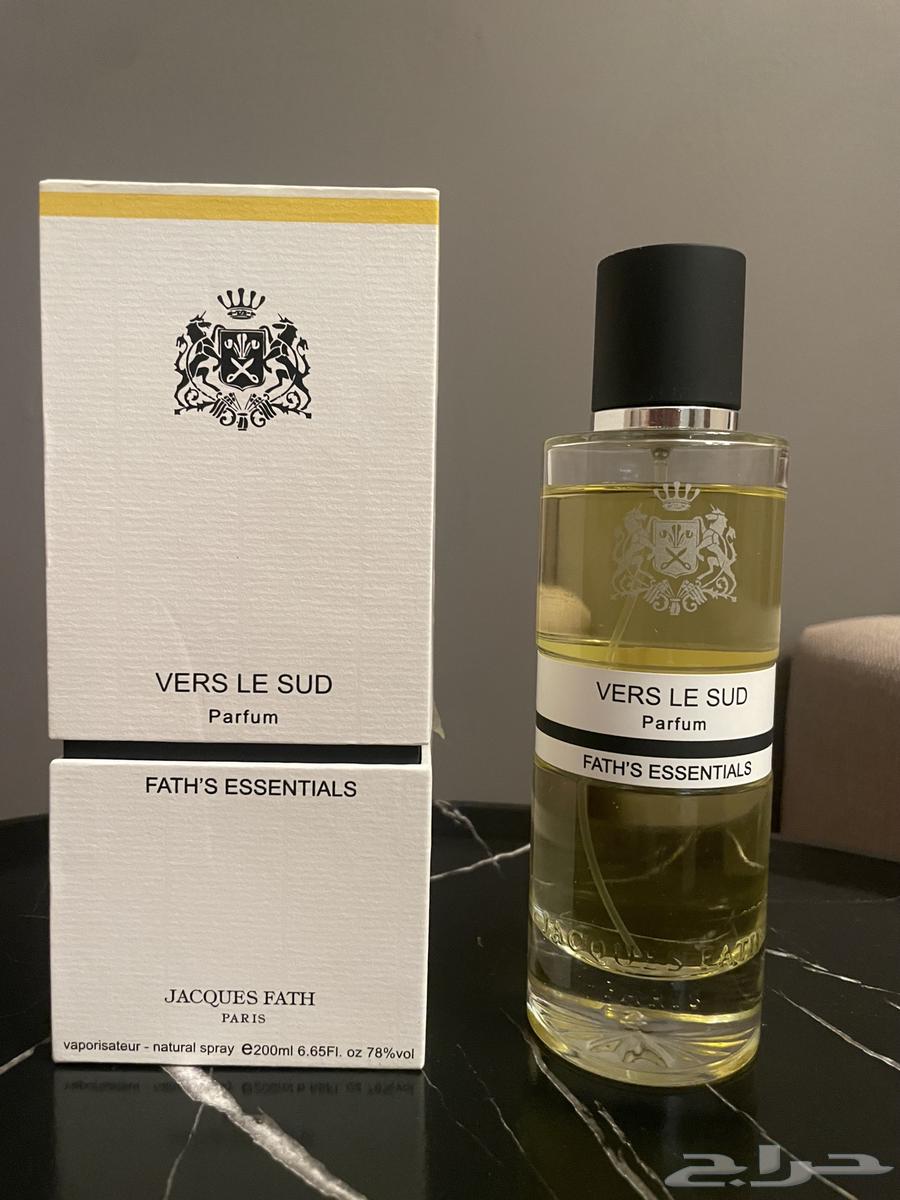 VERS LE SUD
Parfum
FATH'S ESSENTIALS
JACQUES FATH
PARIS
vaporisateur - natural spray e200ml 6.65Fl. oz 78%vol
VERS LE SUD
Parfum
FATH'S ESSENTIALS
JACQUES FATH
PARIS
حراج